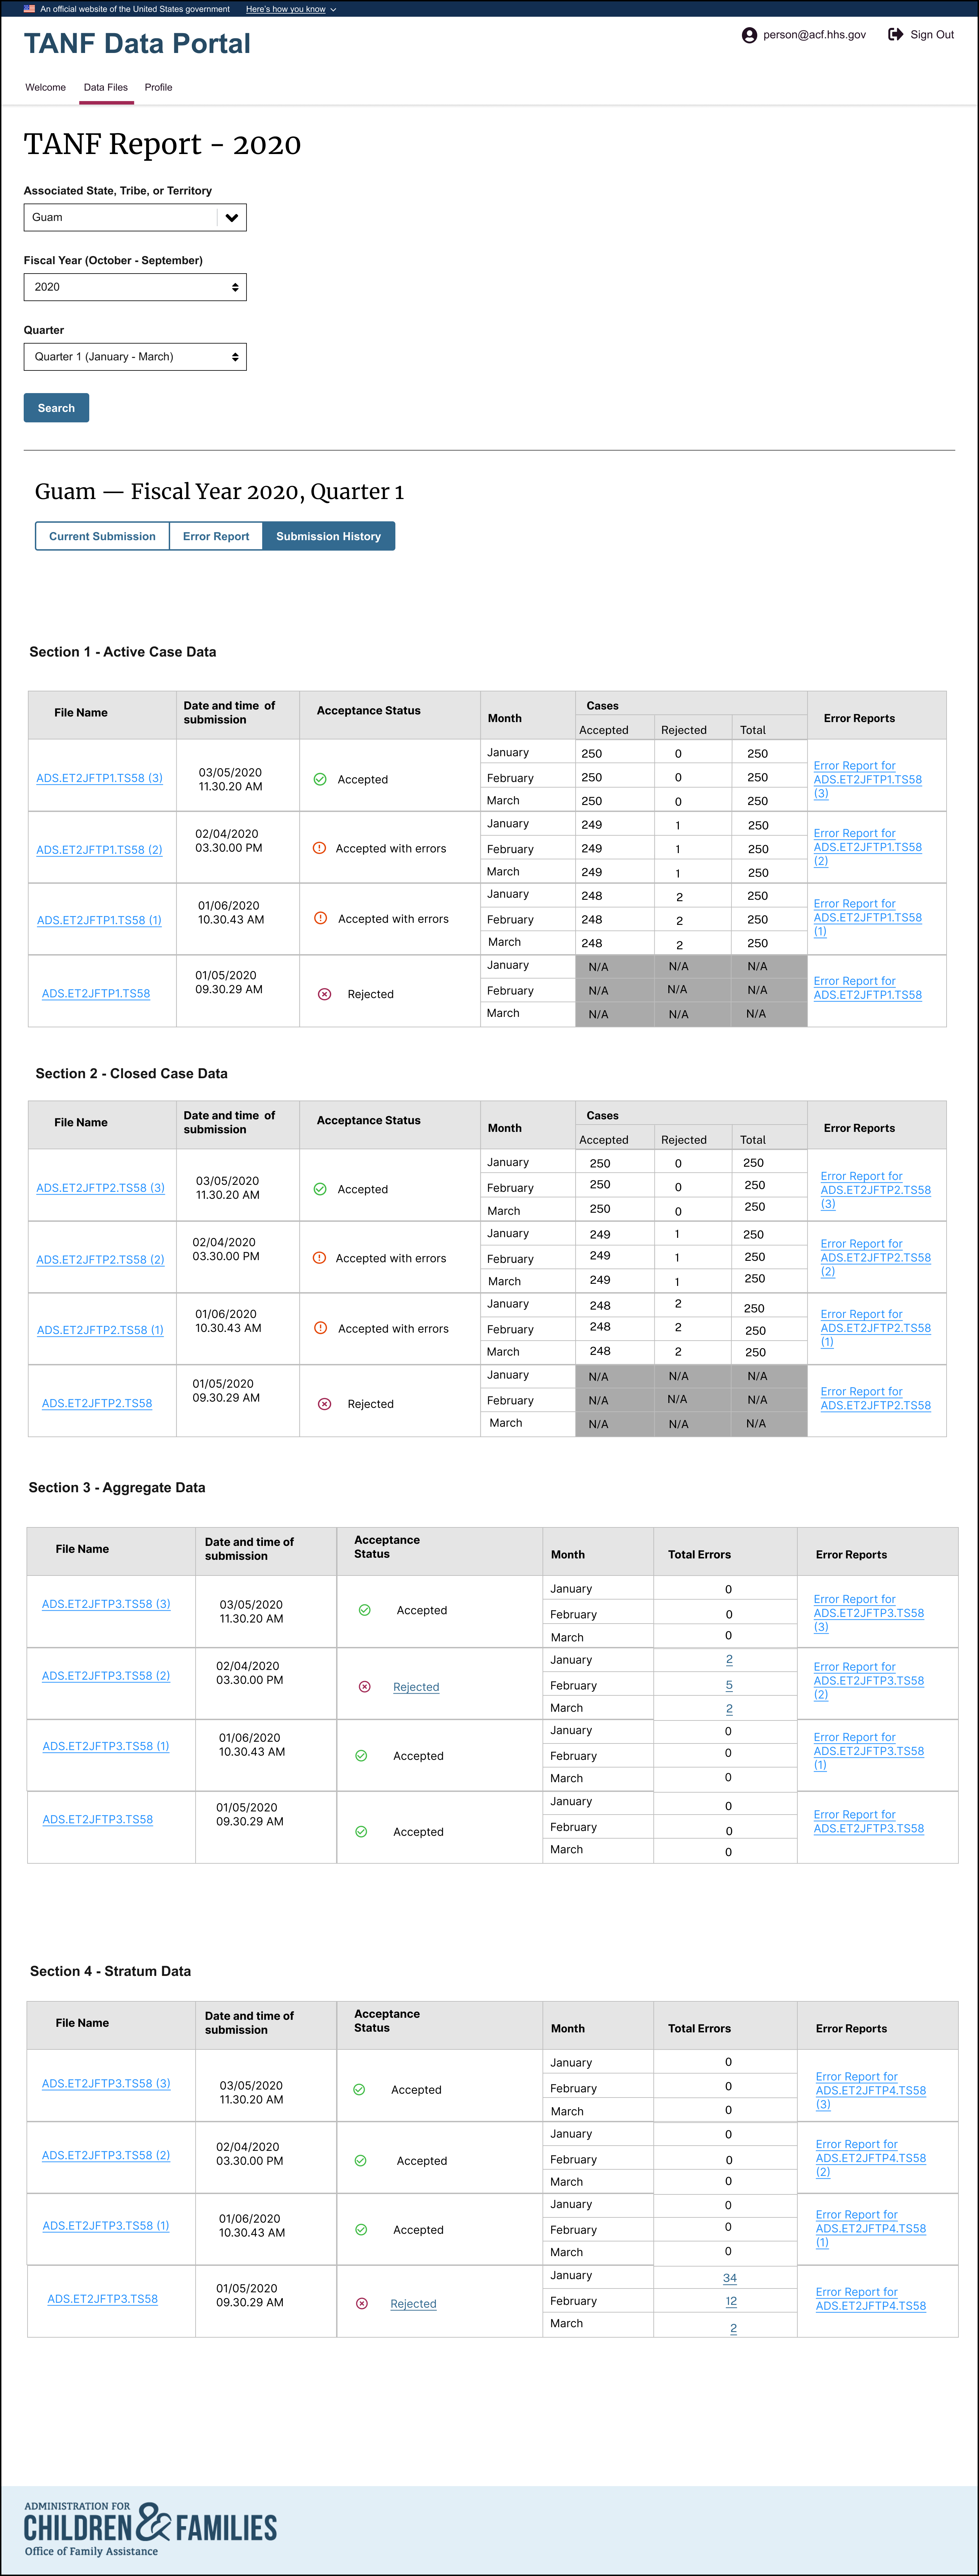 An official website of the United States government Here's how you know
TANF Data Portal
person@acf.hhs.gov Sign Out
Welcome Data Files Profile
TANF Report - 2020
Associated State, Tribe, or Territory
Guam
Fiscal Year (October - September)
2020
Quarter
Quarter 1 (January - March)
Search
Guam — Fiscal Year 2020, Quarter 1
Current Submission Error Report Submission History
Section 1 - Active Case Data
File Name Date and time of submission Acceptance Status Month Cases Error Reports
Accepted Rejected Total
ADS.ET2JFTP1.TS58 (3) 03/05/2020 11.30.20 AM Accepted Error Report for ADS.ET2JFTP1.TS58 (3)
January 250 0 250
February 250 0 250
March 250 0 250
ADS.ET2JFTP1.TS58 (2) 02/04/2020 03.30.00 PM Accepted with errors Error Report for ADS.ET2JFTP1.TS58 (2)
January 249 1 250
February 249 1 250
March 249 1 250
ADS.ET2JFTP1.TS58 (1) 01/06/2020 10.30.43 AM Accepted with errors Error Report for ADS.ET2JFTP1.TS58 (1)
January 248 2 250
February 248 2 250
March 248 2 250
ADS.ET2JFTP1.TS58 01/05/2020 09.30.29 AM Rejected Error Report for ADS.ET2JFTP1.TS58
January N/A N/A N/A
February N/A N/A N/A
March N/A N/A N/A
Section 2 - Closed Case Data
File Name Date and time of submission Acceptance Status Month Cases Error Reports
Accepted Rejected Total
ADS.ET2JFTP2.TS58 (3) 03/05/2020 11.30.20 AM Accepted Error Report for ADS.ET2JFTP2.TS58 (3)
January 250 0 250
February 250 0 250
March 250 0 250
ADS.ET2JFTP2.TS58 (2) 02/04/2020 03.30.00 PM Accepted with errors Error Report for ADS.ET2JFTP2.TS58 (2)
January 249 1 250
February 249 1 250
March 249 1 250
ADS.ET2JFTP2.TS58 (1) 01/06/2020 10.30.43 AM Accepted with errors Error Report for ADS.ET2JFTP2.TS58 (1)
January 248 2 250
February 248 2 250
March 248 2 250
ADS.ET2JFTP2.TS58 01/05/2020 09.30.29 AM Rejected Error Report for ADS.ET2JFTP2.TS58
January N/A N/A N/A
February N/A N/A N/A
March N/A N/A N/A
Section 3 - Aggregate Data
File Name Date and time of submission Acceptance Status Month Total Errors Error Reports
ADS.ET2JFTP3.TS58 (3) 03/05/2020 11.30.20 AM Accepted Error Report for ADS.ET2JFTP3.TS58 (3)
January 0
February 0
March 0
ADS.ET2JFTP3.TS58 (2) 02/04/2020 03.30.00 PM Rejected Error Report for ADS.ET2JFTP3.TS58 (2)
January 2
February 5
March 2
ADS.ET2JFTP3.TS58 (1) 01/06/2020 10.30.43 AM Accepted Error Report for ADS.ET2JFTP3.TS58 (1)
January 0
February 0
March 0
ADS.ET2JFTP3.TS58 01/05/2020 09.30.29 AM Accepted Error Report for ADS.ET2JFTP3.TS58
January 0
February 0
March 0
Section 4 - Stratum Data
File Name Date and time of submission Acceptance Status Month Total Errors Error Reports
ADS.ET2JFTP3.TS58 (3) 03/05/2020 11.30.20 AM Accepted Error Report for ADS.ET2JFTP4.TS58 (3)
January 0
February 0
March 0
ADS.ET2JFTP3.TS58 (2) 02/04/2020 03.30.00 PM Accepted Error Report for ADS.ET2JFTP4.TS58 (2)
January 0
February 0
March 0
ADS.ET2JFTP3.TS58 (1) 01/06/2020 10.30.43 AM Accepted Error Report for ADS.ET2JFTP4.TS58 (1)
January 0
February 0
March 0
ADS.ET2JFTP3.TS58 01/05/2020 09.30.29 AM Rejected Error Report for ADS.ET2JFTP4.TS58
January 34
February 12
March 2
ADMINISTRATION FOR
CHILDREN & FAMILIES
Office of Family Assistance